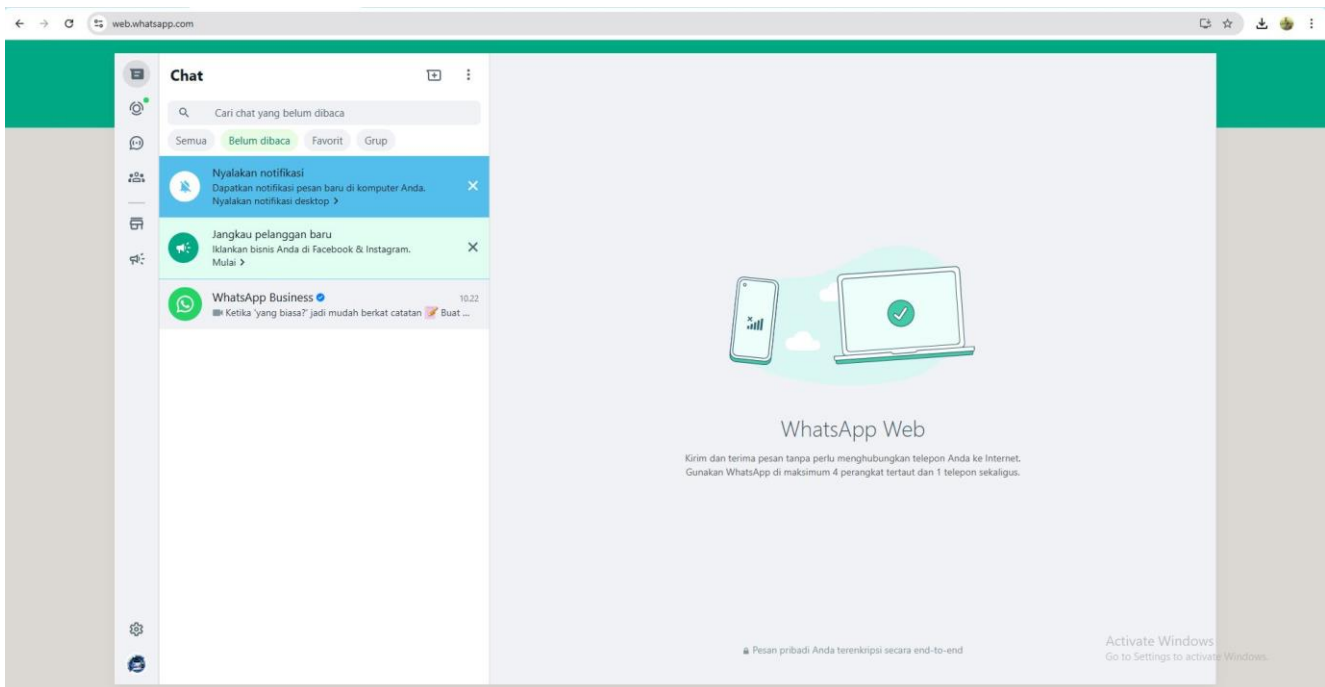 web.whatsapp.com
Chat
Cari chat yang belum dibaca
Semua Belum dibaca Favorit Grup
Nyalakan notifikasi
Dapatkan notifikasi pesan baru di komputer Anda.
Nyalakan notifikasi desktop >
Jangkau pelanggan baru
Iklankan bisnis Anda di Facebook & Instagram.
Mulai >
WhatsApp Business 10.22
Ketika 'yang biasa?' jadi mudah berkat catatan 📝 Buat ...
WhatsApp Web
Kirim dan terima pesan tanpa perlu menghubungkan telepon Anda ke Internet.
Gunakan WhatsApp di maksimum 4 perangkat tertaut dan 1 telepon sekaligus.
Pesan pribadi Anda terenkripsi secara end-to-end
Activate Windows
Go to Settings to activate Windows.